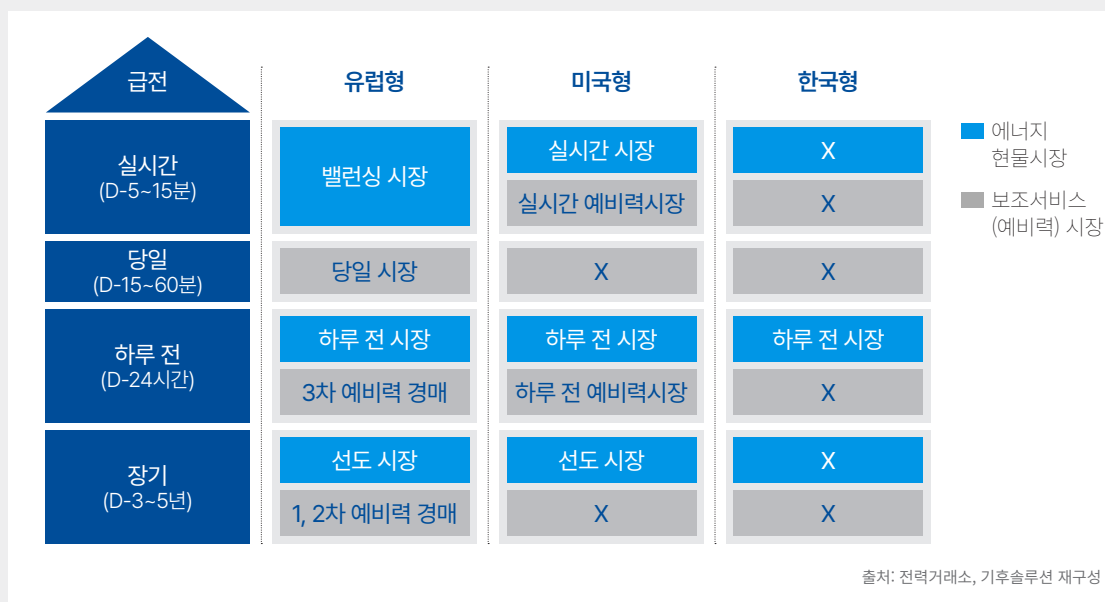 급전
유럽형
미국형
한국형
실시간
(D-5~15분)
밸런싱 시장
실시간 시장
X
실시간 예비력시장
X
에너지
현물시장
보조서비스
(예비력) 시장
당일
(D-15~60분)
당일 시장
X
X
하루 전
(D-24시간)
하루 전 시장
하루 전 시장
하루 전 시장
3차 예비력 경매
하루 전 예비력시장
X
장기
(D-3~5년)
선도 시장
선도 시장
X
1, 2차 예비력 경매
X
X
출처: 전력거래소, 기후솔루션 재구성